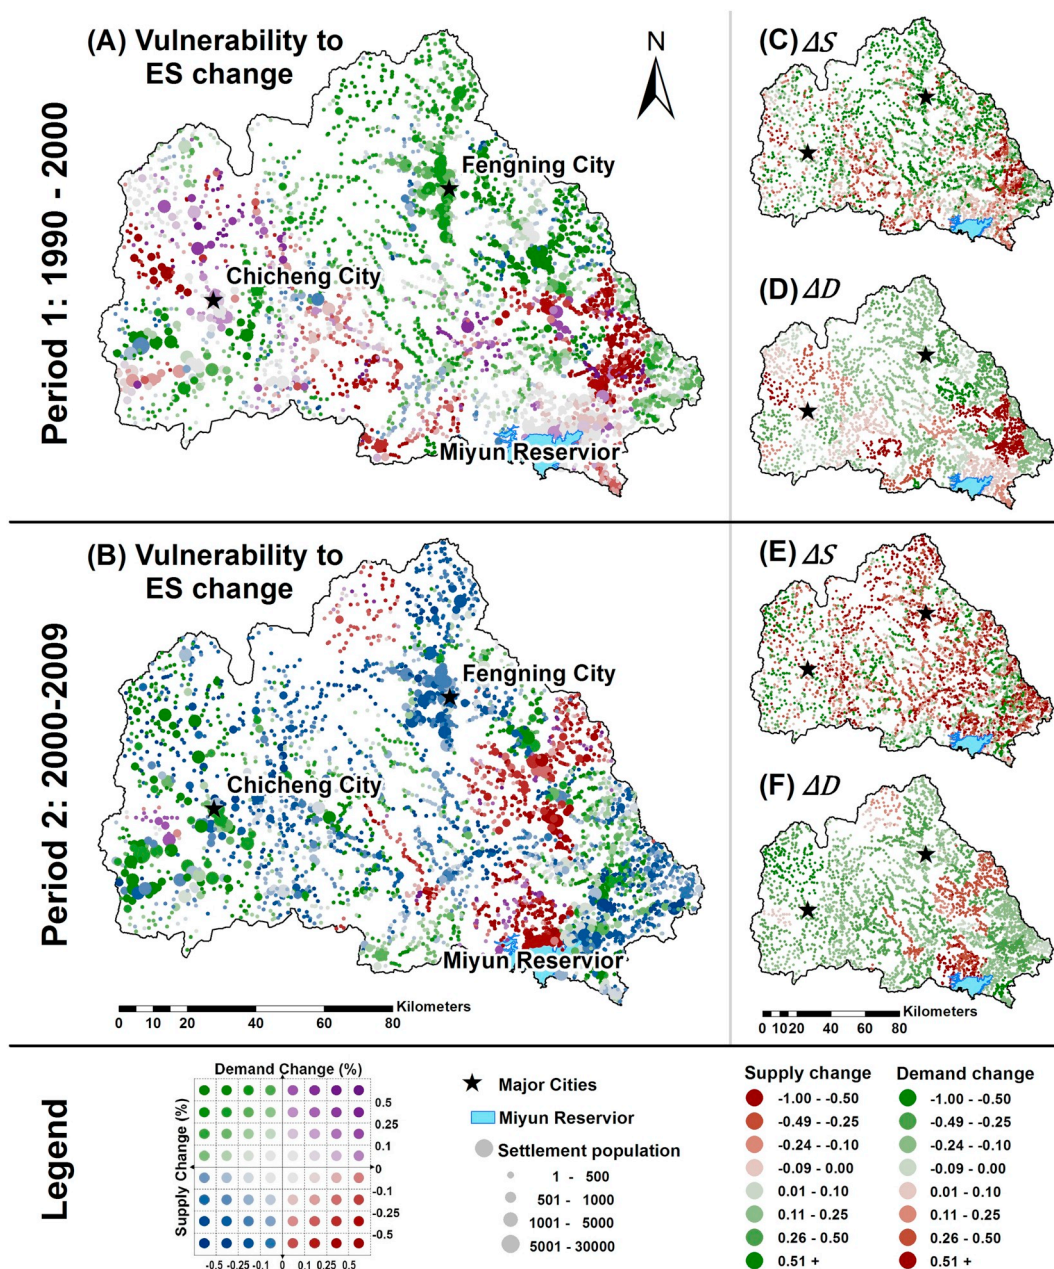 Period 1: 1990 - 2000
(A) Vulnerability to
ES change
N
Fengning City
Chicheng City
Miyun Reservior
(C) ΔS
(D) ΔD
Period 2: 2000-2009
(B) Vulnerability to
ES change
Fengning City
Chicheng City
Miyun Reservior
Kilometers
0 10 20 40 60 80
(E) ΔS
(F) ΔD
Kilometers
0 10 20 40 60 80
Legend
Demand Change (%)
Supply Change (%)
0.5
0.25
0.1
0
-0.1
-0.25
-0.5
-0.5 -0.25 -0.1 0 0.1 0.25 0.5
Major Cities
Miyun Reservior
Settlement population
1 - 500
501 - 1000
1001 - 5000
5001 - 30000
Supply change
-1.00 - -0.50
-0.49 - -0.25
-0.24 - -0.10
-0.09 - 0.00
0.01 - 0.10
0.11 - 0.25
0.26 - 0.50
0.51 +
Demand change
-1.00 - -0.50
-0.49 - -0.25
-0.24 - -0.10
-0.09 - 0.00
0.01 - 0.10
0.11 - 0.25
0.26 - 0.50
0.51 +